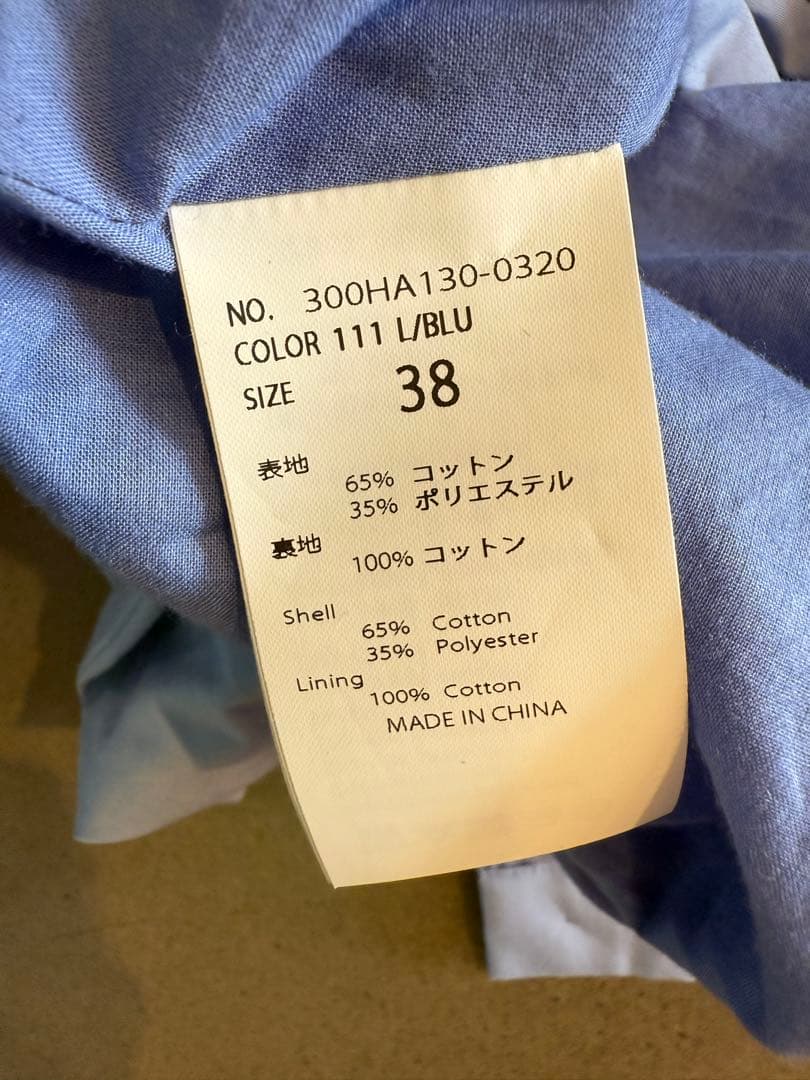 NO. 300HA130-0320
COLOR 111 L/BLU
SIZE 38
表地
65% コットン
35% ポリエステル
裏地
100% コットン
Shell
65% Cotton
35% Polyester
Lining
100% Cotton
MADE IN CHINA